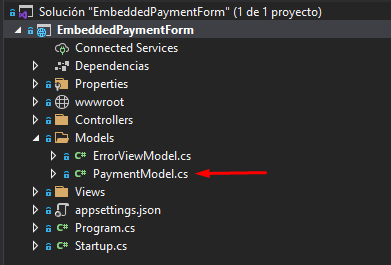 Solución "EmbeddedPaymentForm" (1 de 1 proyecto)
EmbeddedPaymentForm
Connected Services
Dependencias
Properties
wwwroot
Controllers
Models
C# ErrorViewModel.cs
C# PaymentModel.cs
Views
appsettings.json
C# Program.cs
C# Startup.cs